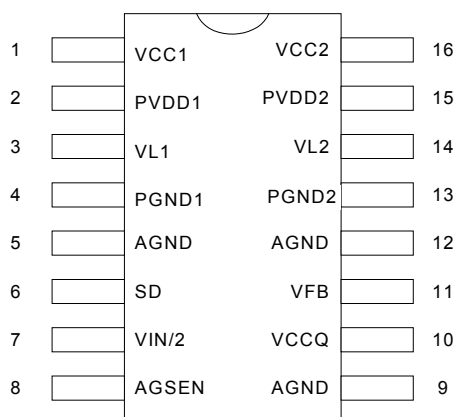 1 VCC1 VCC2 16
2 PVDD1 PVDD2 15
3 VL1 VL2 14
4 PGND1 PGND2 13
5 AGND AGND 12
6 SD VFB 11
7 VIN/2 VCCQ 10
8 AGSEN AGND 9